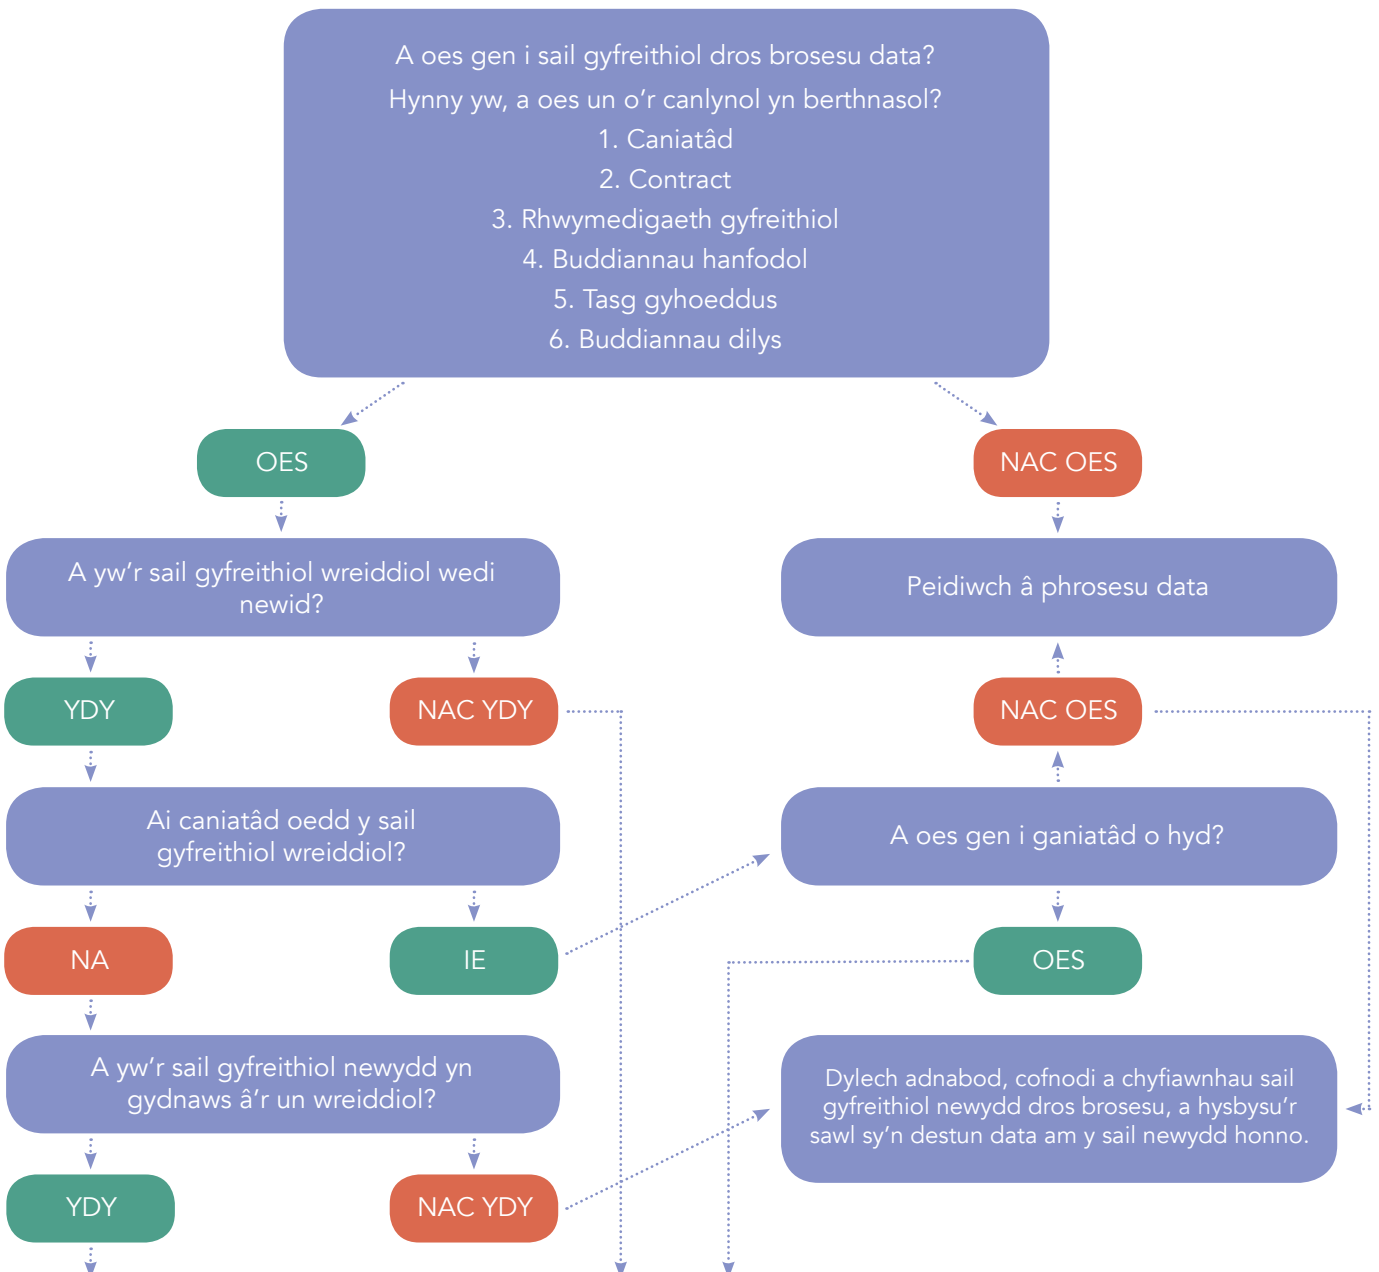 A oes gen i sail gyfreithiol dros brosesu data?
Hynny yw, a oes un o'r canlynol yn berthnasol?
1. Caniatâd
2. Contract
3. Rhwymedigaeth gyfreithiol
4. Buddiannau hanfodol
5. Tasg gyhoeddus
6. Buddiannau dilys
OES
NAC OES
A yw'r sail gyfreithiol wreiddiol wedi
newid?
Peidiwch â phrosesu data
YDY
NAC YDY
NAC OES
Ai caniatâd oedd y sail
gyfreithiol wreiddiol?
A oes gen i ganiatâd o hyd?
NA
IE
OES
A yw'r sail gyfreithiol newydd yn
gydnaws â'r un wreiddiol?
Dylech adnabod, cofnodi a chyfiawnhau sail
gyfreithiol newydd dros brosesu, a hysbysu'r
sawl sy'n destun data am y sail newydd honno.
YDY
NAC YDY